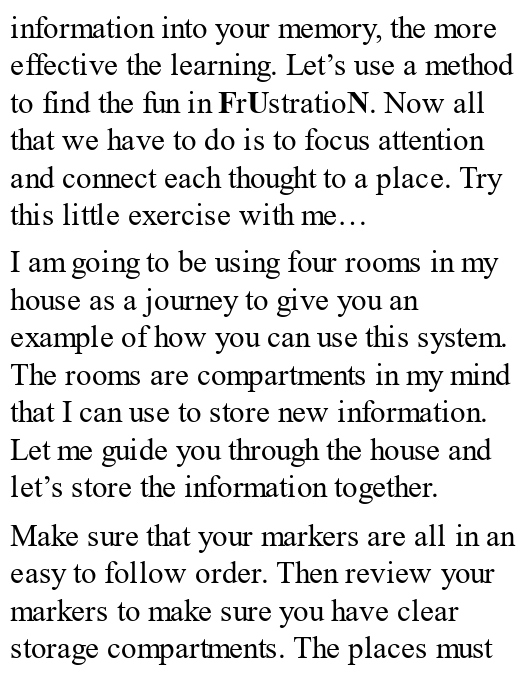 information into your memory, the more
effective the learning. Let’s use a method
to find the fun in FrUstratioN. Now all
that we have to do is to focus attention
and connect each thought to a place. Try
this little exercise with me…
I am going to be using four rooms in my
house as a journey to give you an
example of how you can use this system.
The rooms are compartments in my mind
that I can use to store new information.
Let me guide you through the house and
let’s store the information together.
Make sure that your markers are all in an
easy to follow order. Then review your
markers to make sure you have clear
storage compartments. The places must